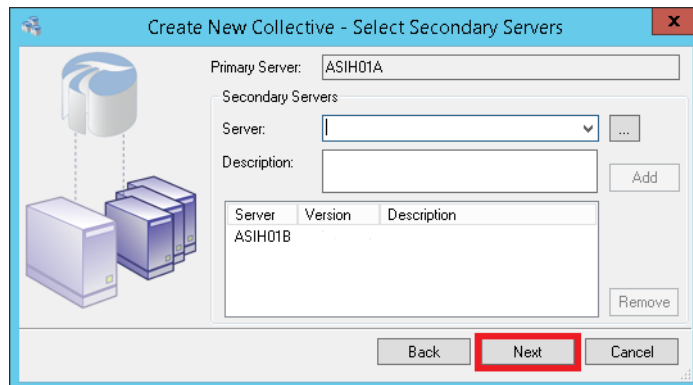 Create New Collective - Select Secondary Servers
x
Primary Server: ASIH01A
Secondary Servers
Server: ...
Description:
Add
Server Version Description
ASIH01B
Remove
Back Next Cancel